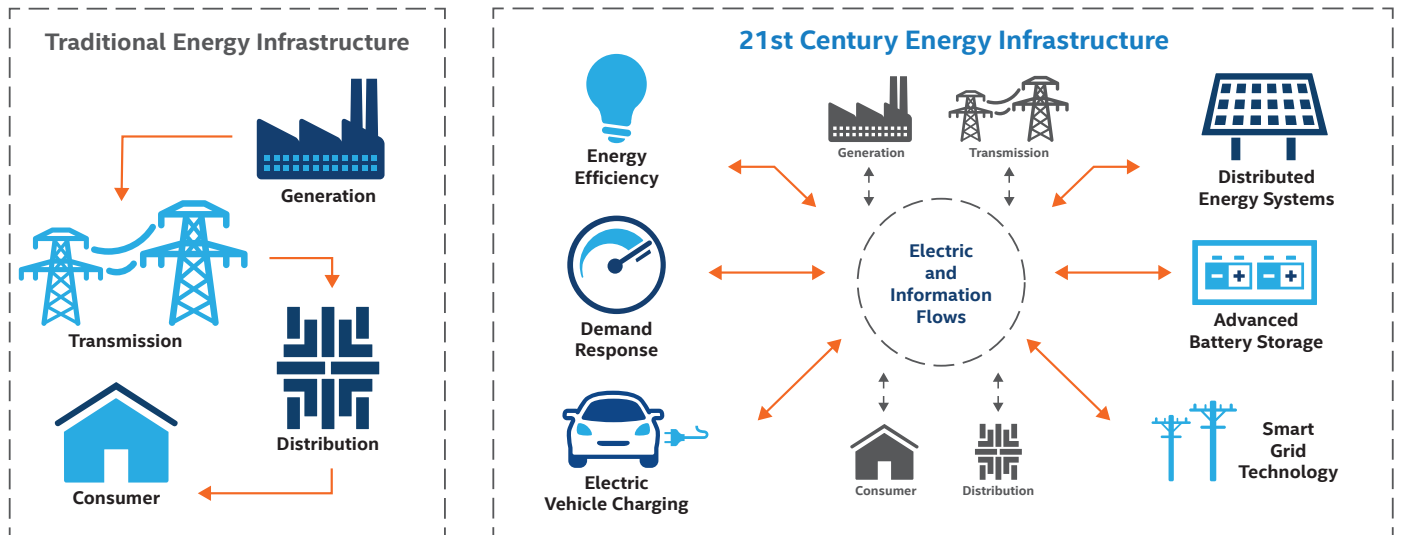 Traditional Energy Infrastructure
Generation
Transmission
Distribution
Consumer
21st Century Energy Infrastructure
Energy
Efficiency
Generation
Transmission
Distributed
Energy Systems
Demand
Response
Electric
and
Information
Flows
Advanced
Battery Storage
Electric
Vehicle Charging
Consumer
Distribution
Smart
Grid
Technology